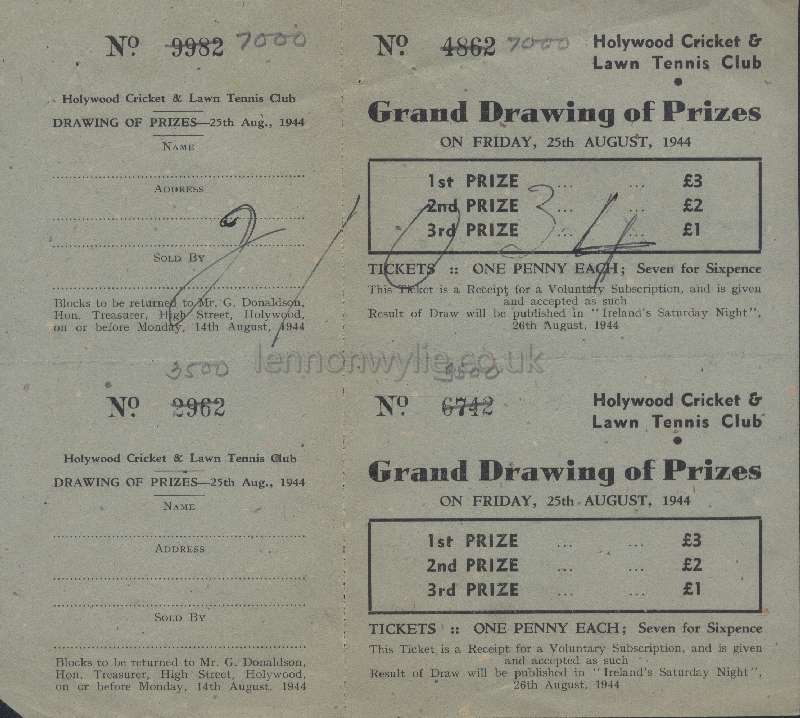 Nº 9982 7000
Holywood Cricket & Lawn Tennis Club
DRAWING OF PRIZES—25th Aug., 1944
NAME
ADDRESS
SOLD BY
Blocks to be returned to Mr. G. Donaldson,
Hon. Treasurer, High Street, Holywood,
on or before Monday, 14th August, 1944
Nº 4862 7000
Holywood Cricket &
Lawn Tennis Club
Grand Drawing of Prizes
ON FRIDAY, 25th AUGUST, 1944
1st PRIZE ... ... £3
2nd PRIZE ... ... £2
3rd PRIZE ... ... £1
TICKETS :: ONE PENNY EACH; Seven for Sixpence
This Ticket is a Receipt for a Voluntary Subscription, and is given
and accepted as such
Result of Draw will be published in "Ireland's Saturday Night",
26th August, 1944
lennonwylie.co.uk
3500
Nº 2962
Holywood Cricket & Lawn Tennis Club
DRAWING OF PRIZES—25th Aug., 1944
NAME
ADDRESS
SOLD BY
Blocks to be returned to Mr. G. Donaldson,
Hon. Treasurer, High Street, Holywood,
on or before Monday, 14th August, 1944
3500
Nº 6742
Holywood Cricket &
Lawn Tennis Club
Grand Drawing of Prizes
ON FRIDAY, 25th AUGUST, 1944
1st PRIZE ... ... £3
2nd PRIZE ... ... £2
3rd PRIZE ... ... £1
TICKETS :: ONE PENNY EACH; Seven for Sixpence
This Ticket is a Receipt for a Voluntary Subscription, and is given
and accepted as such
Result of Draw will be published in "Ireland's Saturday Night",
26th August, 1944